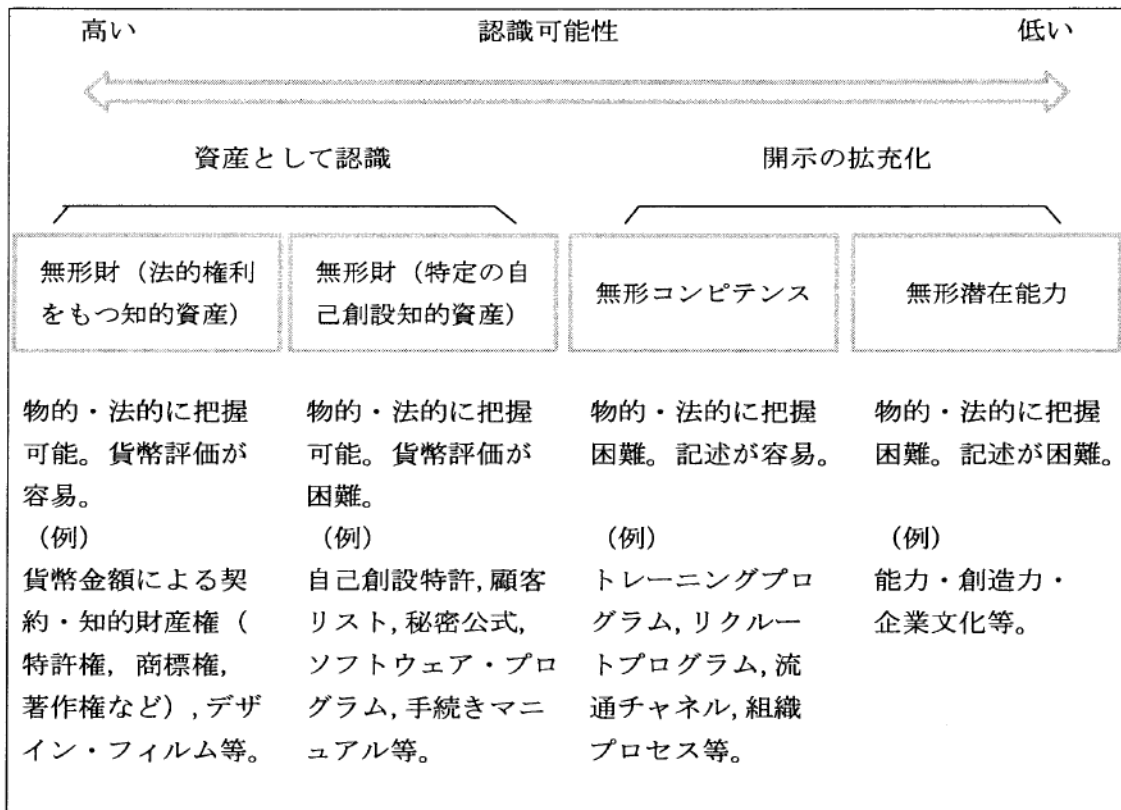 高い 認識可能性 低い
資産として認識 開示の拡充化
無形財（法的権利
をもつ知的資産）
無形財（特定の自
己創設知的資産）
無形コンピテンス
無形潜在能力
物的・法的に把握
可能。貨幣評価が
容易。
（例）
貨幣金額による契
約・知的財産権（
特許権，商標権，
著作権など）,デザ
イン・フィルム等。
物的・法的に把握
可能。貨幣評価が
困難。
（例）
自己創設特許,顧客
リスト,秘密公式,
ソフトウェア・プロ
グラム,手続きマニ
ュアル等。
物的・法的に把握
困難。記述が容易。
（例）
トレーニングプロ
グラム,リクルー
トプログラム,流
通チャネル,組織
プロセス等。
物的・法的に把握
困難。記述が困難。
（例）
能力・創造力・
企業文化等。